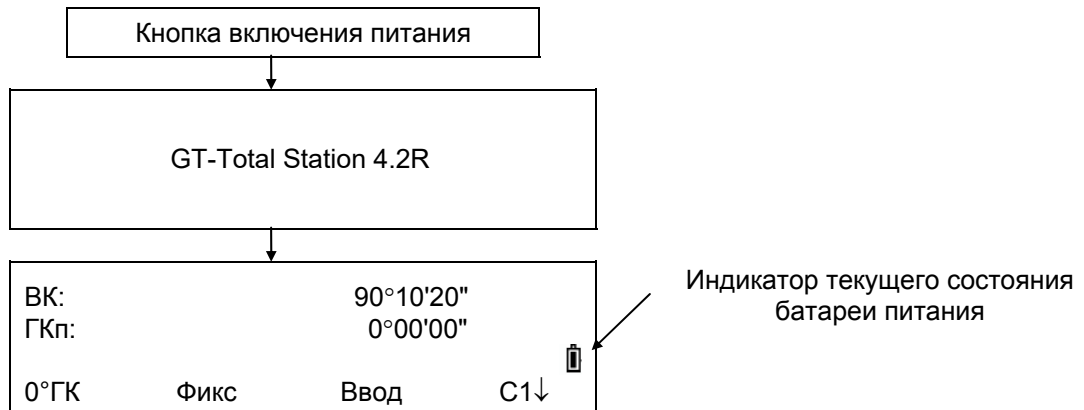 Кнопка включения питания
GT-Total Station 4.2R
ВК: 90°10'20"
ГКп: 0°00'00"
0°ГК Фикс Ввод С1↓
Индикатор текущего состояния
батареи питания